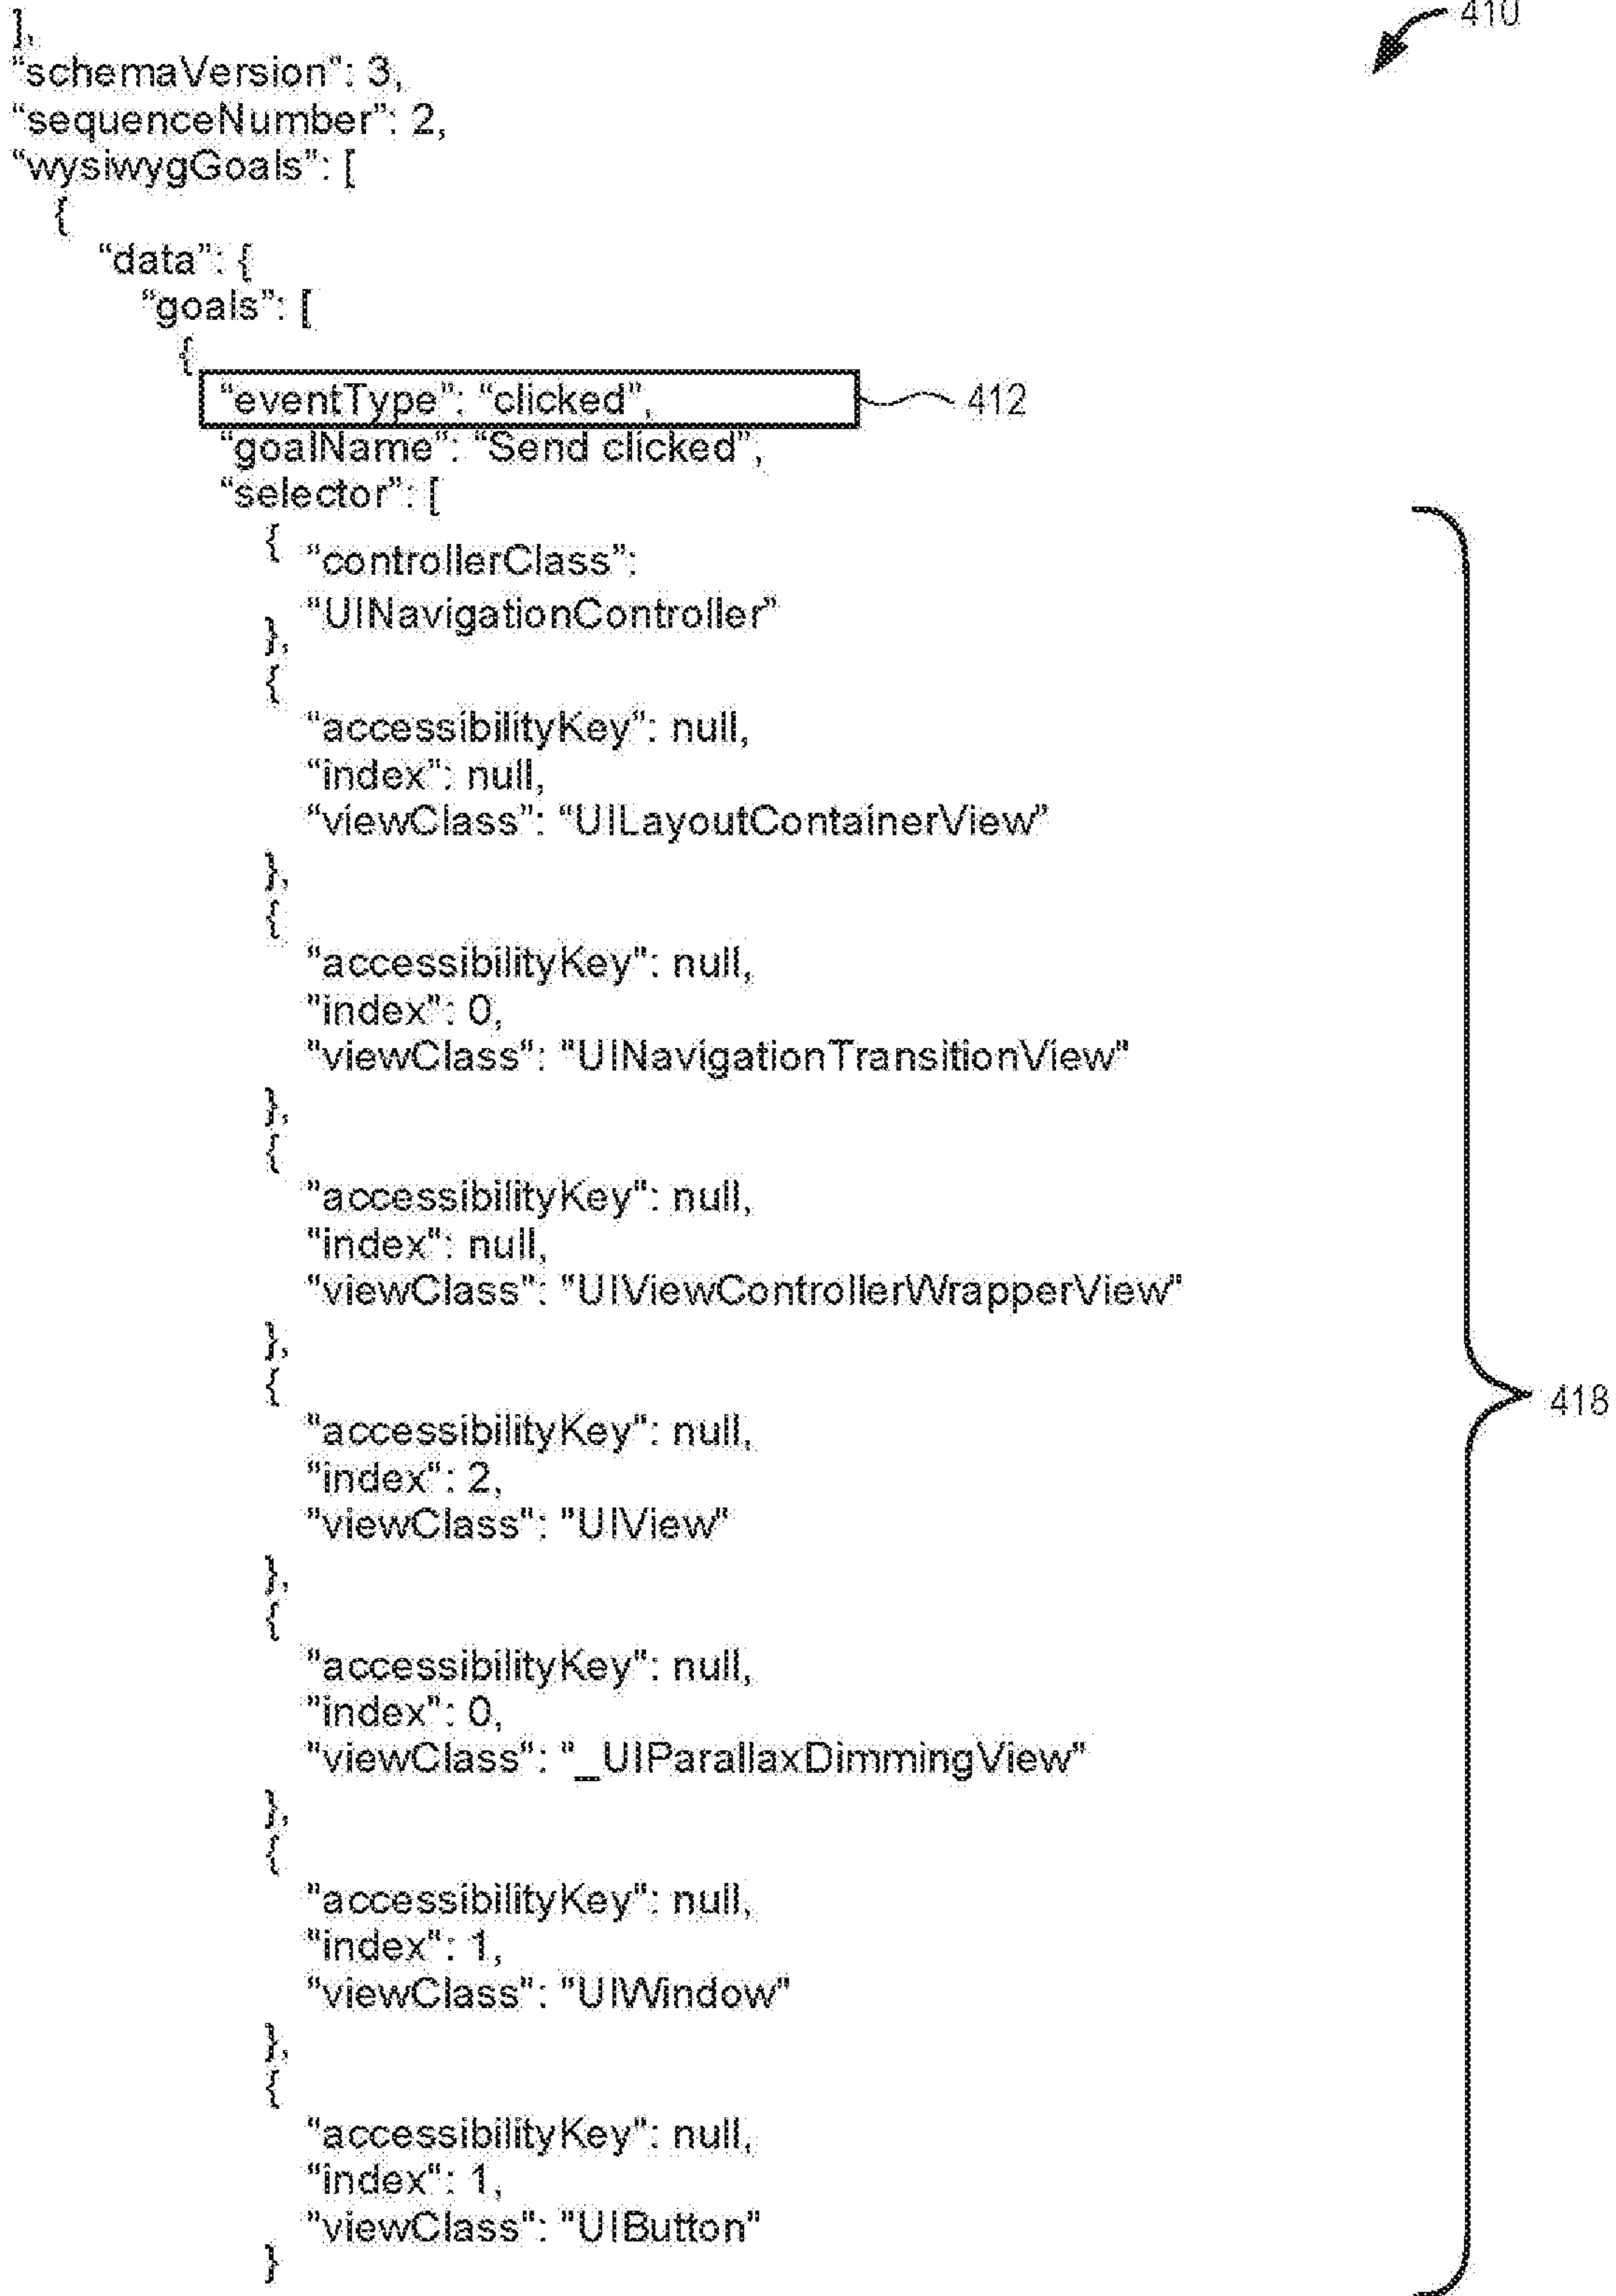 ],
410
"schemaVersion": 3,
"sequenceNumber": 2,
"wysiwygGoals": [
{
"data": {
"goals": [
{
"eventType": "clicked",
412
"goalName": "Send clicked",
"selector": [
{
"controllerClass":
"UINavigationController"
},
{
"accessibilityKey": null,
"index": null,
"viewClass": "UILayoutContainerView"
},
{
"accessibilityKey": null,
"index": 0,
"viewClass": "UINavigationTransitionView"
},
{
"accessibilityKey": null,
"index": null,
"viewClass": "UIViewControllerWrapperView"
},
{
418
"accessibilityKey": null,
"index": 2,
"viewClass": "UIView"
},
{
"accessibilityKey": null,
"index": 0,
"viewClass": "_UIParallaxDimmingView"
},
{
"accessibilityKey": null,
"index": 1,
"viewClass": "UIWindow"
},
{
"accessibilityKey": null,
"index": 1,
"viewClass": "UIButton"
}